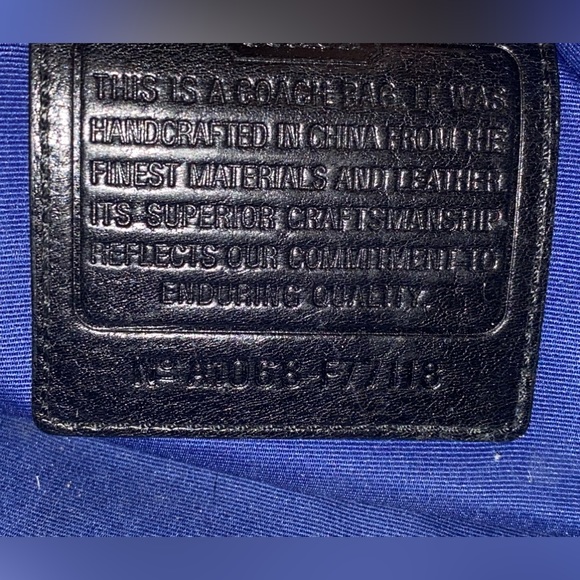 THIS IS A COACH BAG. IT WAS
HANDCRAFTED IN CHINA FROM THE
FINEST MATERIALS AND LEATHER
ITS SUPERIOR CRAFTSMANSHIP
REFLECTS OUR COMMITMENT TO
ENDURING QUALITY.
Nº